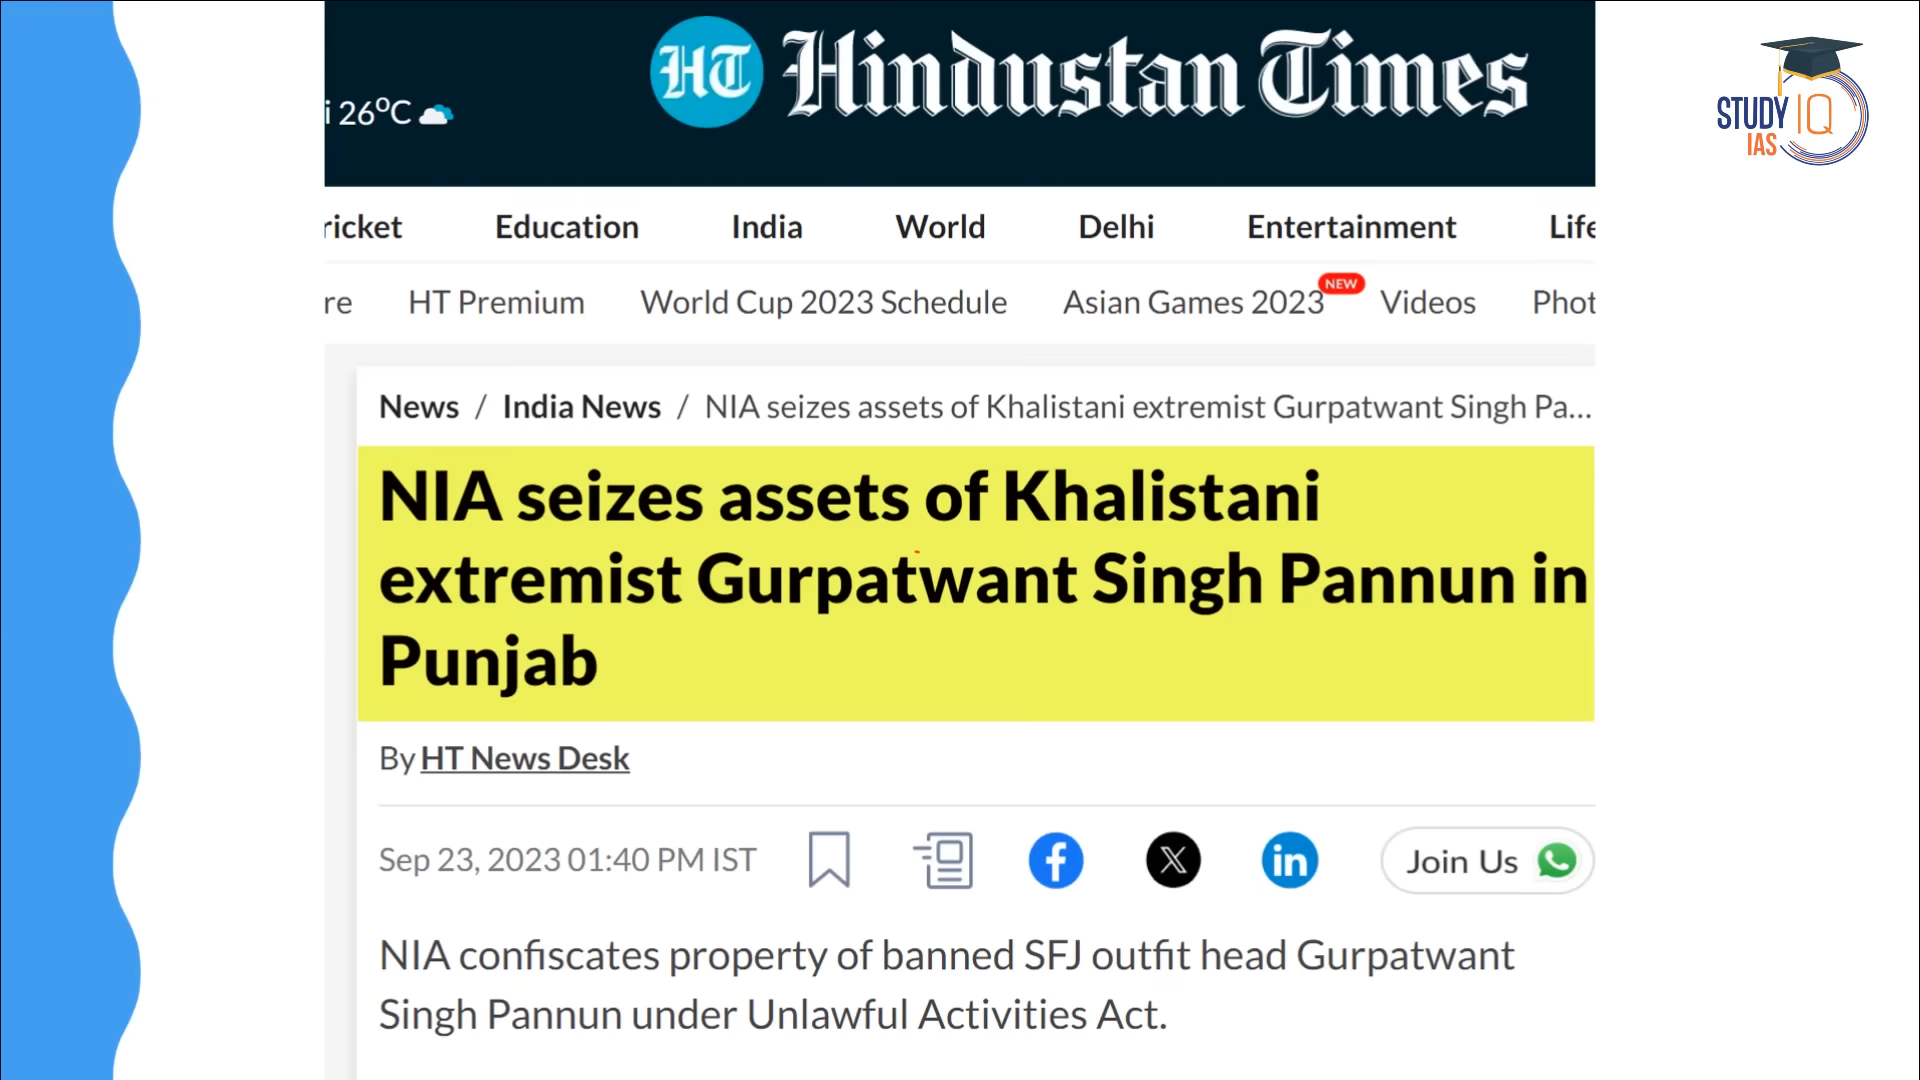 HT Hindustan Times
i 26°C
STUDY IQ
IAS
ricket Education India World Delhi Entertainment Life
re HT Premium World Cup 2023 Schedule Asian Games 2023 NEW Videos Phot
News / India News / NIA seizes assets of Khalistani extremist Gurpatwant Singh Pa...
NIA seizes assets of Khalistani
extremist Gurpatwant Singh Pannun in
Punjab
By HT News Desk
Sep 23, 2023 01:40 PM IST Join Us
NIA confiscates property of banned SFJ outfit head Gurpatwant
Singh Pannun under Unlawful Activities Act.